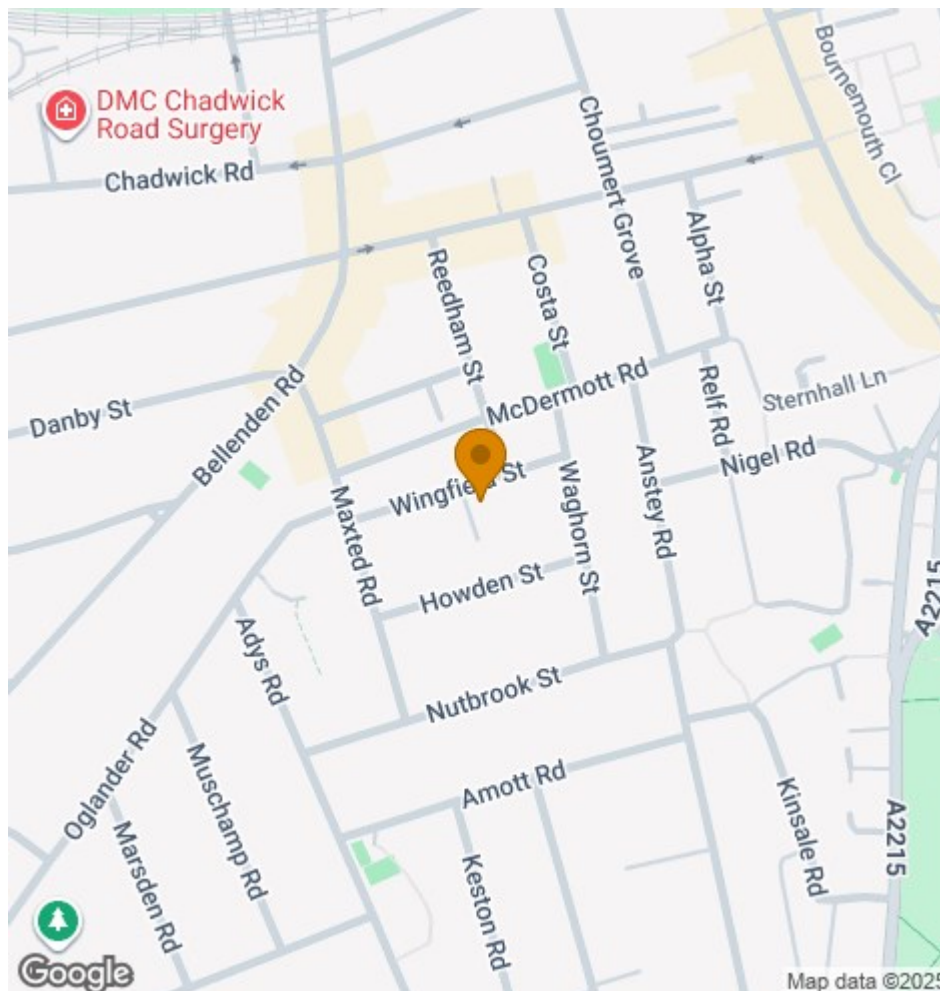 Bournemouth Cl
DMC Chadwick
Road Surgery
Chadwick Rd
Choumert Grove
Alpha St
Reedham St
Costa St
Relf Rd
Sternhall Ln
McDermott Rd
Danby St
Bellenden Rd
Nigel Rd
Wingfield St
Waghorn St
Anstey Rd
Maxted Rd
Howden St
A2215
Adys Rd
Nutbrook St
Oglander Rd
Muschamp Rd
Amott Rd
Kinsale Rd
A2215
Marsden Rd
Keston Rd
Google
Map data ©2025